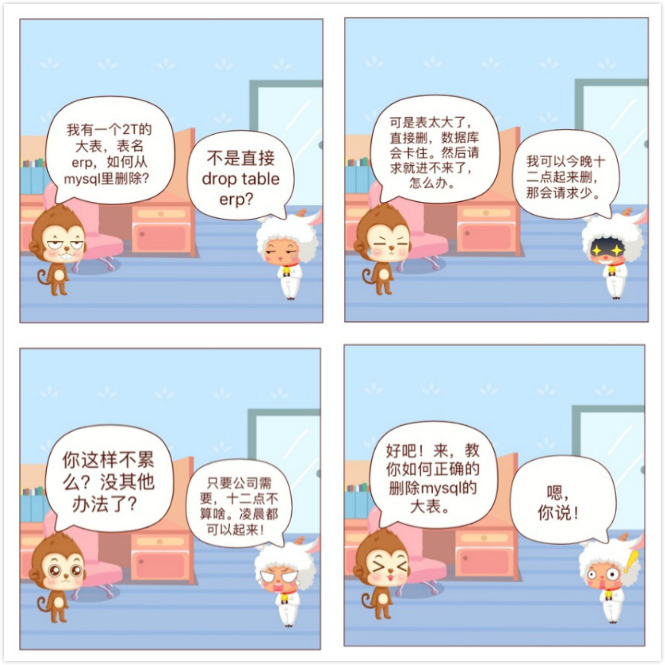 我有一个2T的
大表，表名
erp，如何从
mysql里删除？
不是直接
drop table
erp？
可是表太大了，
直接删，数据库
会卡住。然后请
求就进不来了，
怎么办。
我可以今晚十
二点起来删，
那会请求少。
你这样不累
么？没其他
办法了？
只要公司需
要，十二点不
算啥。凌晨都
可以起来！
好吧！来，教
你如何正确的
删除mysql的
大表。
嗯，
你说！